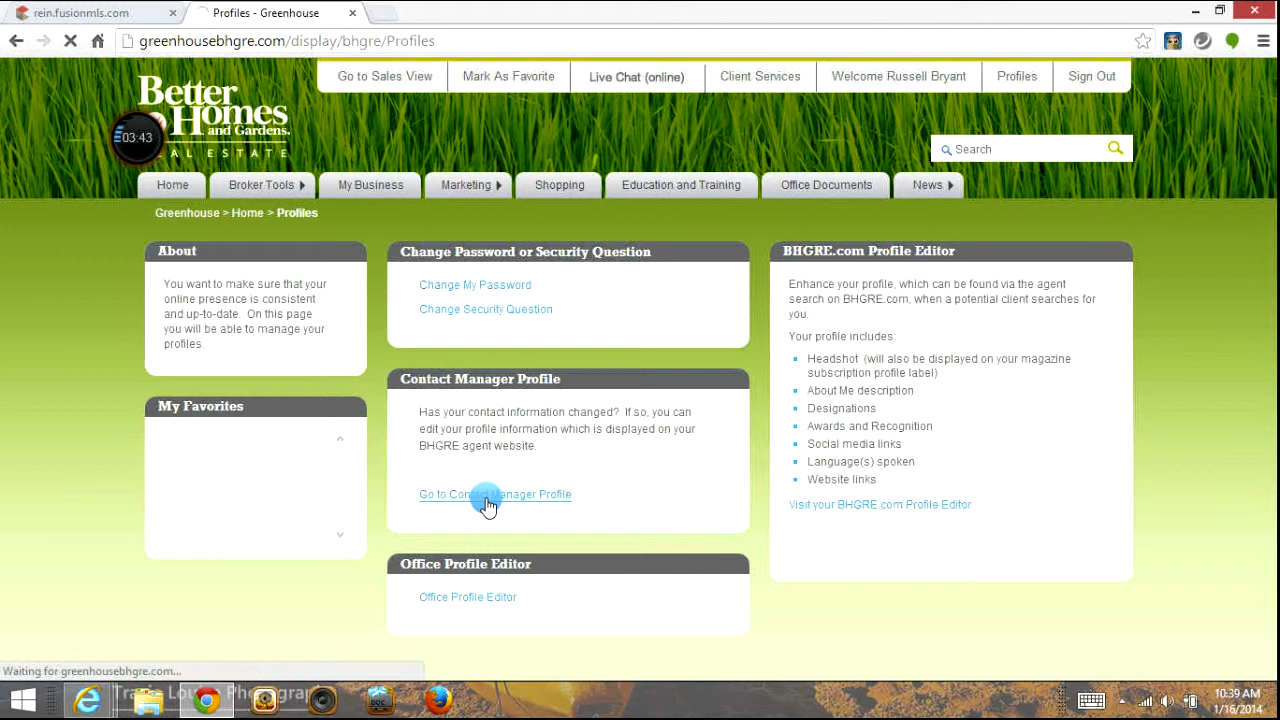 rein.fusionmls.com
Profiles - Greenhouse
greenhousebhgre.com/display/bhgre/Profiles
Go to Sales View
Mark As Favorite
Live Chat (online)
Client Services
Welcome Russell Bryant
Profiles
Sign Out
Better
Homes
and Gardens.
EAL ESTATE
03:43
Search
Home
Broker Tools
My Business
Marketing
Shopping
Education and Training
Office Documents
News
Greenhouse > Home > Profiles
About
You want to make sure that your
online presence is consistent
and up-to-date. On this page
you will be able to manage your
profiles.
My Favorites
Change Password or Security Question
Change My Password
Change Security Question
Contact Manager Profile
Has your contact information changed? If so, you can
edit your profile information which is displayed on your
BHGRE agent website.
Go to Contact Manager Profile
Office Profile Editor
Office Profile Editor
BHGRE.com Profile Editor
Enhance your profile, which can be found via the agent
search on BHGRE.com, when a potential client searches for
you.
Your profile includes:
Headshot (will also be displayed on your magazine
subscription profile label)
About Me description
Designations
Awards and Recognition
Social media links
Language(s) spoken
Website links
Visit your BHGRE.com Profile Editor
Waiting for greenhousebhgre.com...
10:39 AM
1/16/2014